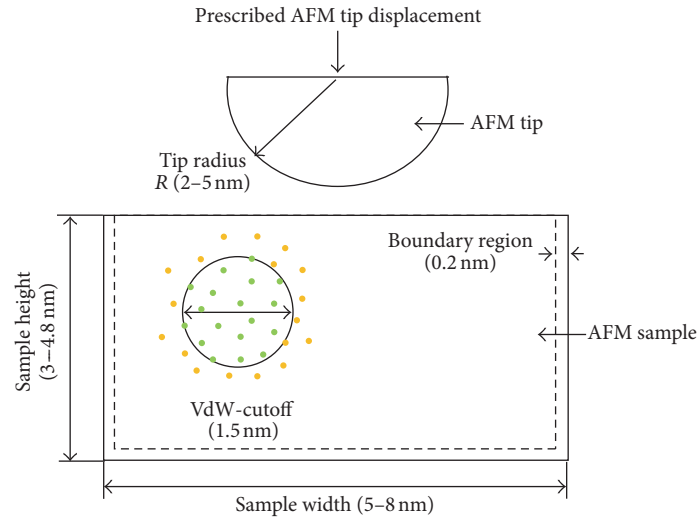 Prescribed AFM tip displacement
AFM tip
Tip radius
R (2–5 nm)
Boundary region
(0.2 nm)
Sample height
(3–4.8 nm)
AFM sample
VdW-cutoff
(1.5 nm)
Sample width (5–8 nm)